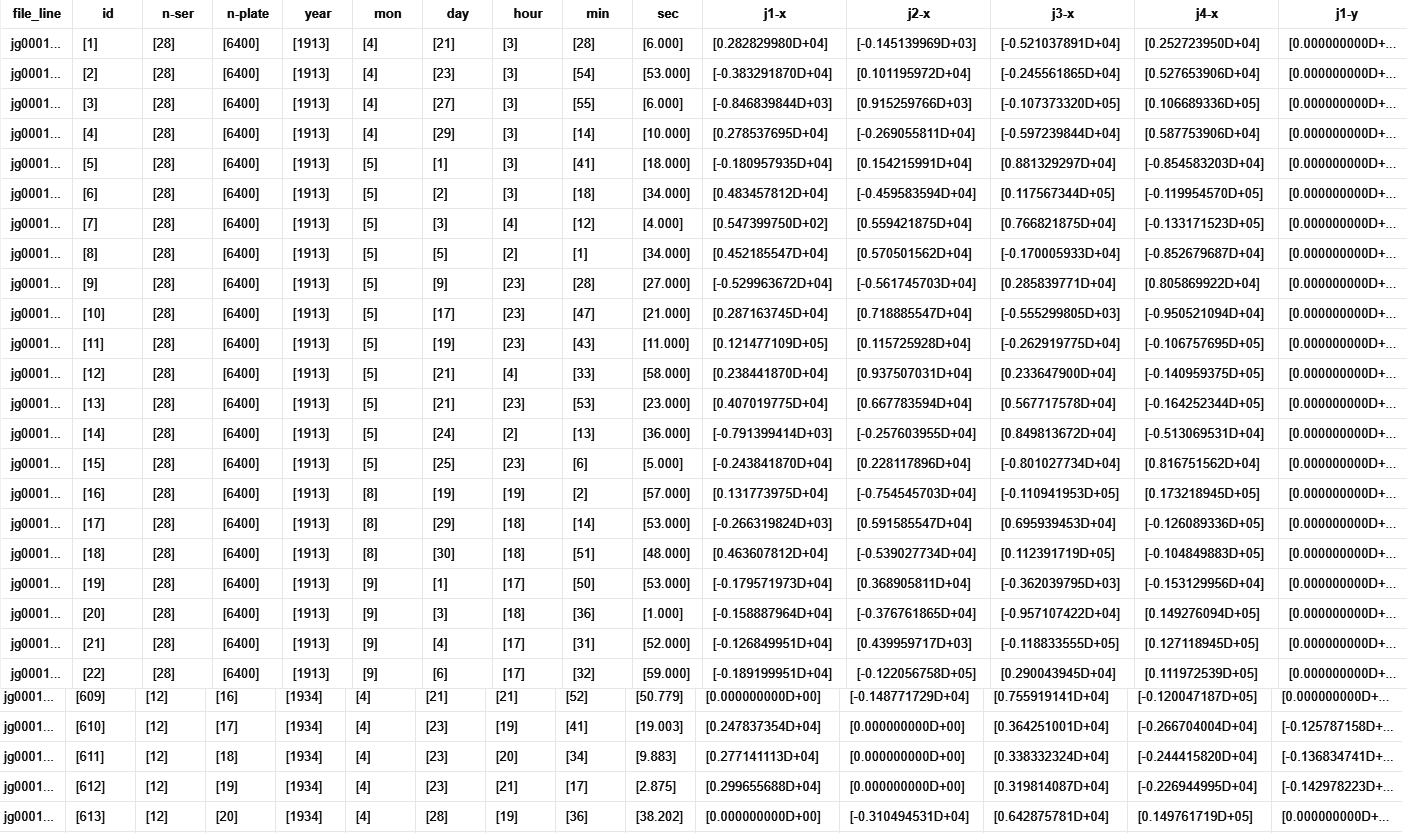 file_line id n-ser n-plate year mon day hour min sec j1-x j2-x j3-x j4-x j1-y
jg0001... [1] [28] [6400] [1913] [4] [21] [3] [28] [6.000] [0.282829980D+04] [-0.145139969D+03] [-0.521037891D+04] [0.252723950D+04] [0.000000000D+...
jg0001... [2] [28] [6400] [1913] [4] [23] [3] [54] [53.000] [-0.383291870D+04] [0.101195972D+04] [-0.245561865D+04] [0.527653906D+04] [0.000000000D+...
jg0001... [3] [28] [6400] [1913] [4] [27] [3] [55] [6.000] [-0.846839844D+03] [0.915259766D+03] [-0.107373320D+05] [0.106689336D+05] [0.000000000D+...
jg0001... [4] [28] [6400] [1913] [4] [29] [3] [14] [10.000] [0.278537695D+04] [-0.269055811D+04] [-0.597239844D+04] [0.587753906D+04] [0.000000000D+...
jg0001... [5] [28] [6400] [1913] [5] [1] [3] [41] [18.000] [-0.180957935D+04] [0.154215991D+04] [0.881329297D+04] [-0.854583203D+04] [0.000000000D+...
jg0001... [6] [28] [6400] [1913] [5] [2] [3] [18] [34.000] [0.483457812D+04] [-0.459583594D+04] [0.117567344D+05] [-0.119954570D+05] [0.000000000D+...
jg0001... [7] [28] [6400] [1913] [5] [3] [4] [12] [4.000] [0.547399750D+02] [0.559421875D+04] [0.766821875D+04] [-0.133171523D+05] [0.000000000D+...
jg0001... [8] [28] [6400] [1913] [5] [5] [2] [1] [34.000] [0.452185547D+04] [0.570501562D+04] [-0.170005933D+04] [-0.852679687D+04] [0.000000000D+...
jg0001... [9] [28] [6400] [1913] [5] [9] [23] [28] [27.000] [-0.529963672D+04] [-0.561745703D+04] [0.285839771D+04] [0.805869922D+04] [0.000000000D+...
jg0001... [10] [28] [6400] [1913] [5] [17] [23] [47] [21.000] [0.287163745D+04] [0.718885547D+04] [-0.555299805D+03] [-0.950521094D+04] [0.000000000D+...
jg0001... [11] [28] [6400] [1913] [5] [19] [23] [43] [11.000] [0.121477109D+05] [0.115725928D+04] [-0.262919775D+04] [-0.106757695D+05] [0.000000000D+...
jg0001... [12] [28] [6400] [1913] [5] [21] [4] [33] [58.000] [0.238441870D+04] [0.937507031D+04] [0.233647900D+04] [-0.140959375D+05] [0.000000000D+...
jg0001... [13] [28] [6400] [1913] [5] [21] [23] [53] [23.000] [0.407019775D+04] [0.667783594D+04] [0.567717578D+04] [-0.164252344D+05] [0.000000000D+...
jg0001... [14] [28] [6400] [1913] [5] [24] [2] [13] [36.000] [-0.791399414D+03] [-0.257603955D+04] [0.849813672D+04] [-0.513069531D+04] [0.000000000D+...
jg0001... [15] [28] [6400] [1913] [5] [25] [23] [6] [5.000] [-0.243841870D+04] [0.228117896D+04] [-0.801027734D+04] [0.816751562D+04] [0.000000000D+...
jg0001... [16] [28] [6400] [1913] [8] [19] [19] [2] [57.000] [0.131773975D+04] [-0.754545703D+04] [-0.110941953D+05] [0.173218945D+05] [0.000000000D+...
jg0001... [17] [28] [6400] [1913] [8] [29] [18] [14] [53.000] [-0.266319824D+03] [0.591585547D+04] [0.695939453D+04] [-0.126089336D+05] [0.000000000D+...
jg0001... [18] [28] [6400] [1913] [8] [30] [18] [51] [48.000] [0.463607812D+04] [-0.539027734D+04] [0.112391719D+05] [-0.104849883D+05] [0.000000000D+...
jg0001... [19] [28] [6400] [1913] [9] [1] [17] [50] [53.000] [-0.179571973D+04] [0.368905811D+04] [-0.362039795D+03] [-0.153129956D+04] [0.000000000D+...
jg0001... [20] [28] [6400] [1913] [9] [3] [18] [36] [1.000] [-0.158887964D+04] [-0.376761865D+04] [-0.957107422D+04] [0.149276094D+05] [0.000000000D+...
jg0001... [21] [28] [6400] [1913] [9] [4] [17] [31] [52.000] [-0.126849951D+04] [0.439959717D+03] [-0.118833555D+05] [0.127118945D+05] [0.000000000D+...
jg0001... [22] [28] [6400] [1913] [9] [6] [17] [32] [59.000] [-0.189199951D+04] [-0.122056758D+05] [0.290043945D+04] [0.111972539D+05] [0.000000000D+...
jg0001... [609] [12] [16] [1934] [4] [21] [21] [52] [50.779] [0.000000000D+00] [-0.148771729D+04] [0.755919141D+04] [-0.120047187D+05] [0.000000000D+...
jg0001... [610] [12] [17] [1934] [4] [23] [19] [41] [19.003] [0.247837354D+04] [0.000000000D+00] [0.364251001D+04] [-0.266704004D+04] [-0.125787158D+...
jg0001... [611] [12] [18] [1934] [4] [23] [20] [34] [9.883] [0.277141113D+04] [0.000000000D+00] [0.338332324D+04] [-0.244415820D+04] [-0.136834741D+...
jg0001... [612] [12] [19] [1934] [4] [23] [21] [17] [2.875] [0.299655688D+04] [0.000000000D+00] [0.319814087D+04] [-0.226944995D+04] [-0.142978223D+...
jg0001... [613] [12] [20] [1934] [4] [28] [19] [36] [38.202] [0.000000000D+00] [-0.310494531D+04] [0.642875781D+04] [0.149761719D+05] [0.000000000D+...